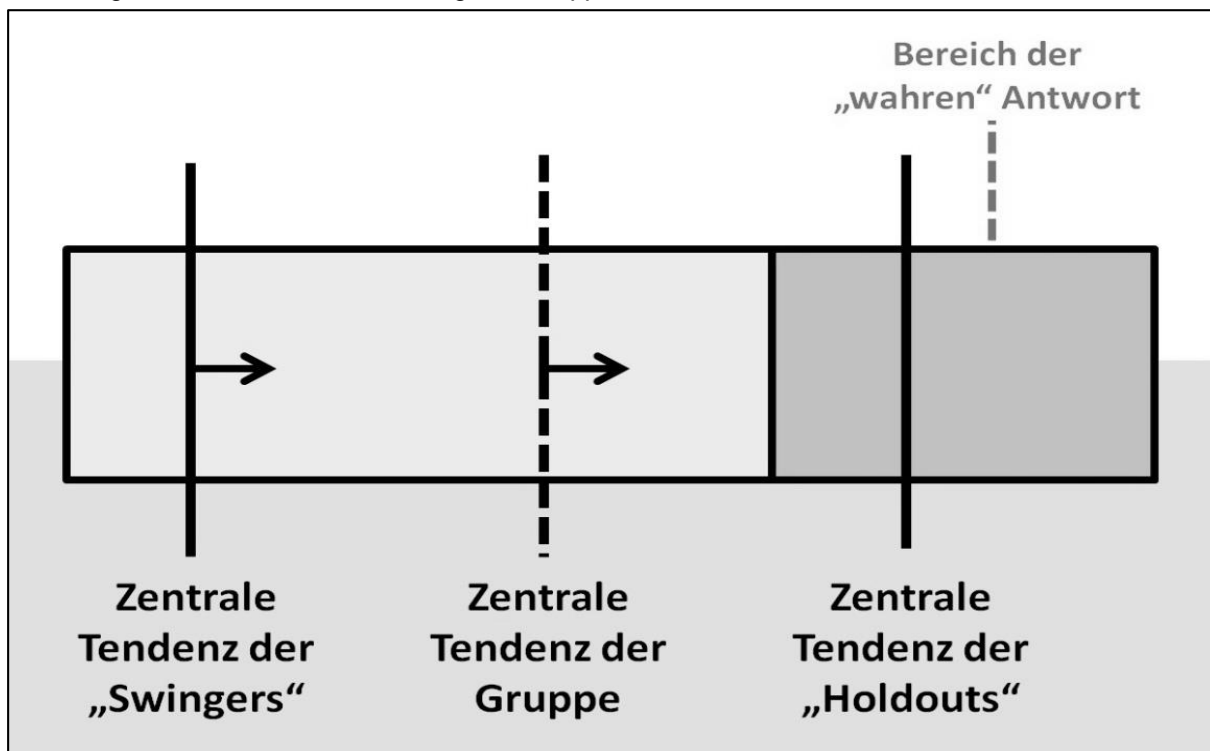 Bereich der
„wahren“ Antwort
Zentrale
Tendenz der
„Swingers“
Zentrale
Tendenz der
Gruppe
Zentrale
Tendenz der
„Holdouts“